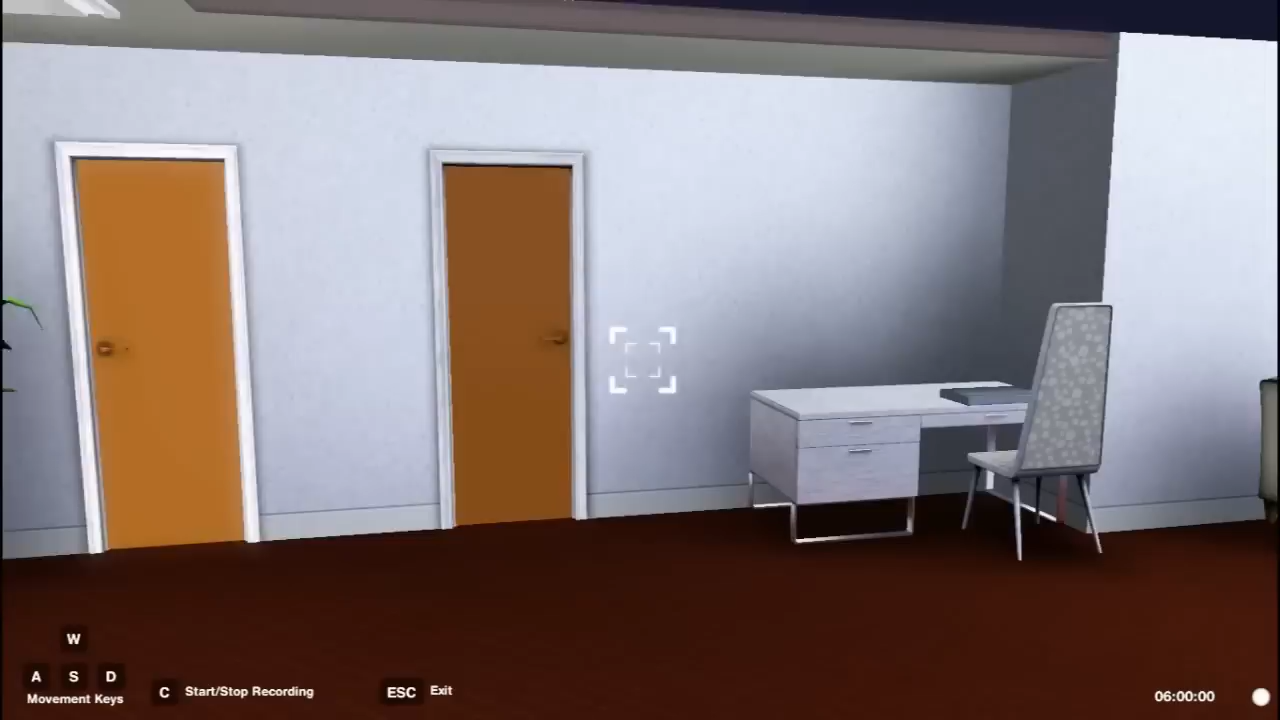 W
A S D
Movement Keys
C Start/Stop Recording
ESC Exit
06:00:00